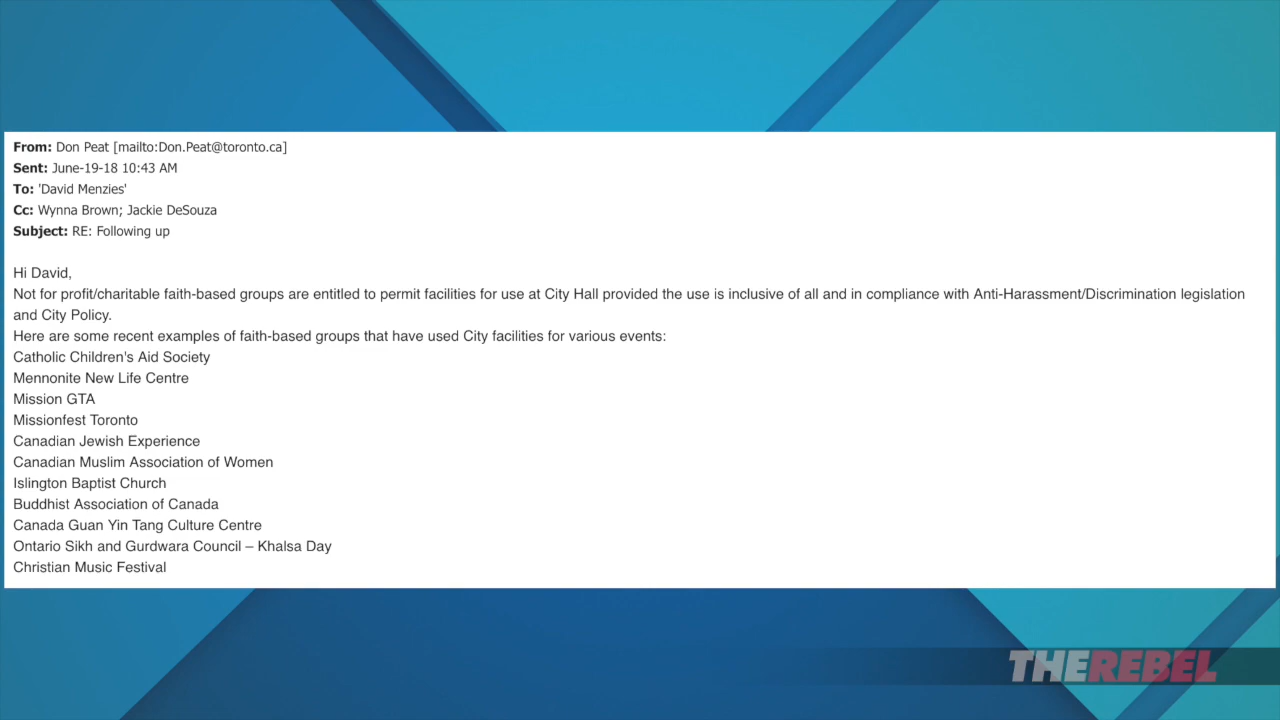 From: Don Peat [mailto:Don.Peat@toronto.ca]
Sent: June-19-18 10:43 AM
To: 'David Menzies'
Cc: Wynna Brown; Jackie DeSouza
Subject: RE: Following up
Hi David,
Not for profit/charitable faith-based groups are entitled to permit facilities for use at City Hall provided the use is inclusive of all and in compliance with Anti-Harassment/Discrimination legislation
and City Policy.
Here are some recent examples of faith-based groups that have used City facilities for various events:
Catholic Children's Aid Society
Mennonite New Life Centre
Mission GTA
Missionfest Toronto
Canadian Jewish Experience
Canadian Muslim Association of Women
Islington Baptist Church
Buddhist Association of Canada
Canada Guan Yin Tang Culture Centre
Ontario Sikh and Gurdwara Council – Khalsa Day
Christian Music Festival
THEREBEL